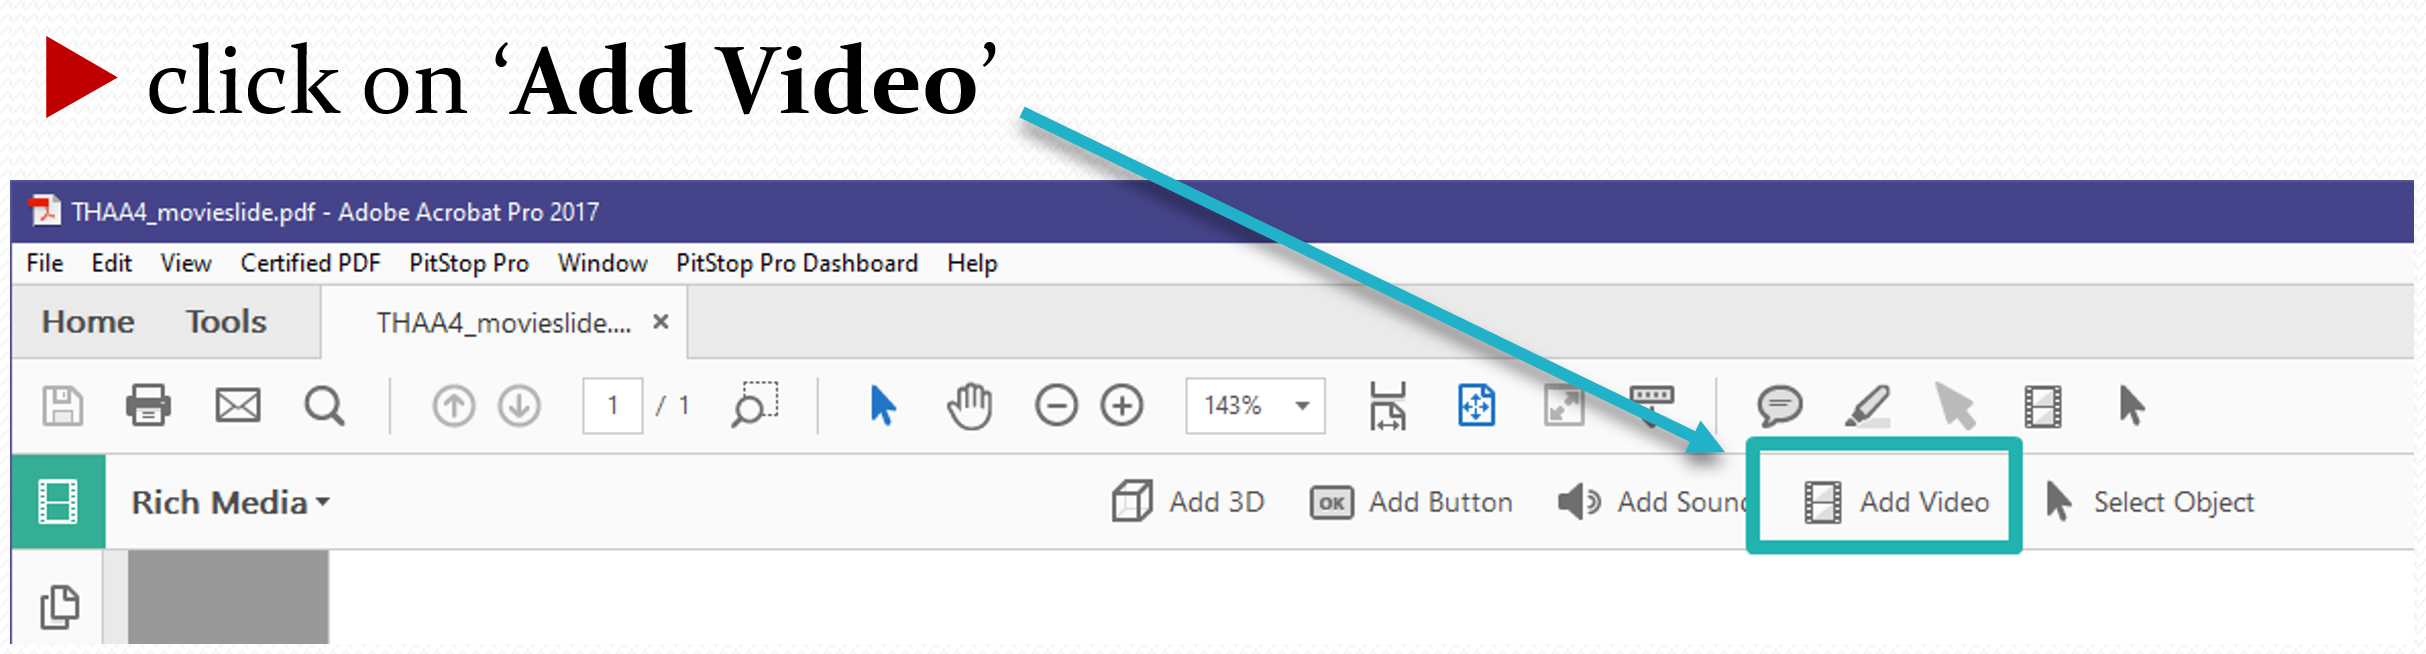 click on ‘Add Video’
THAA4_movieslide.pdf - Adobe Acrobat Pro 2017
File Edit View Certified PDF PitStop Pro Window PitStop Pro Dashboard Help
Home Tools THAA4_movieslide.... ×
1 / 1 143%
Rich Media Add 3D OK Add Button Add Sound Add Video Select Object